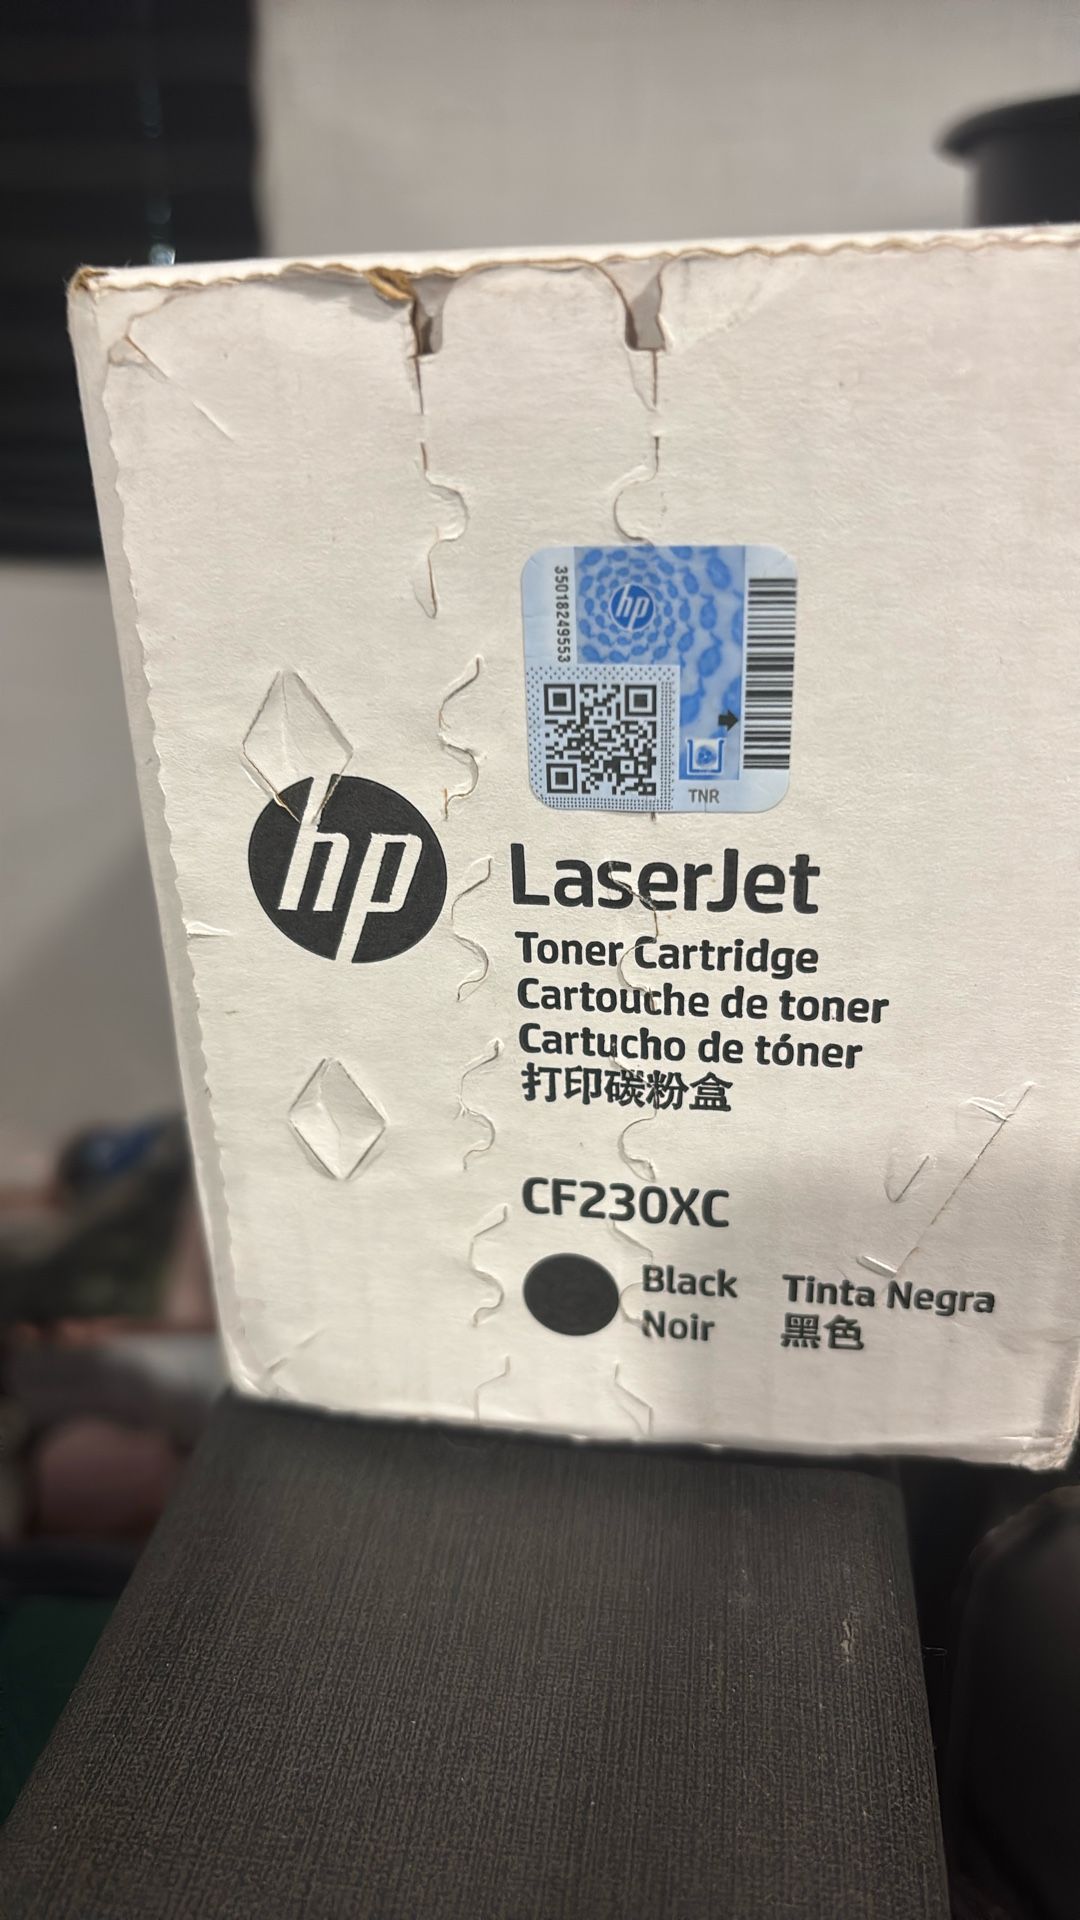 35018249553
hp
TNR
hp
LaserJet
Toner Cartridge
Cartouche de toner
Cartucho de tóner
打印碳粉盒
CF230XC
Black Tinta Negra
Noir 黑色